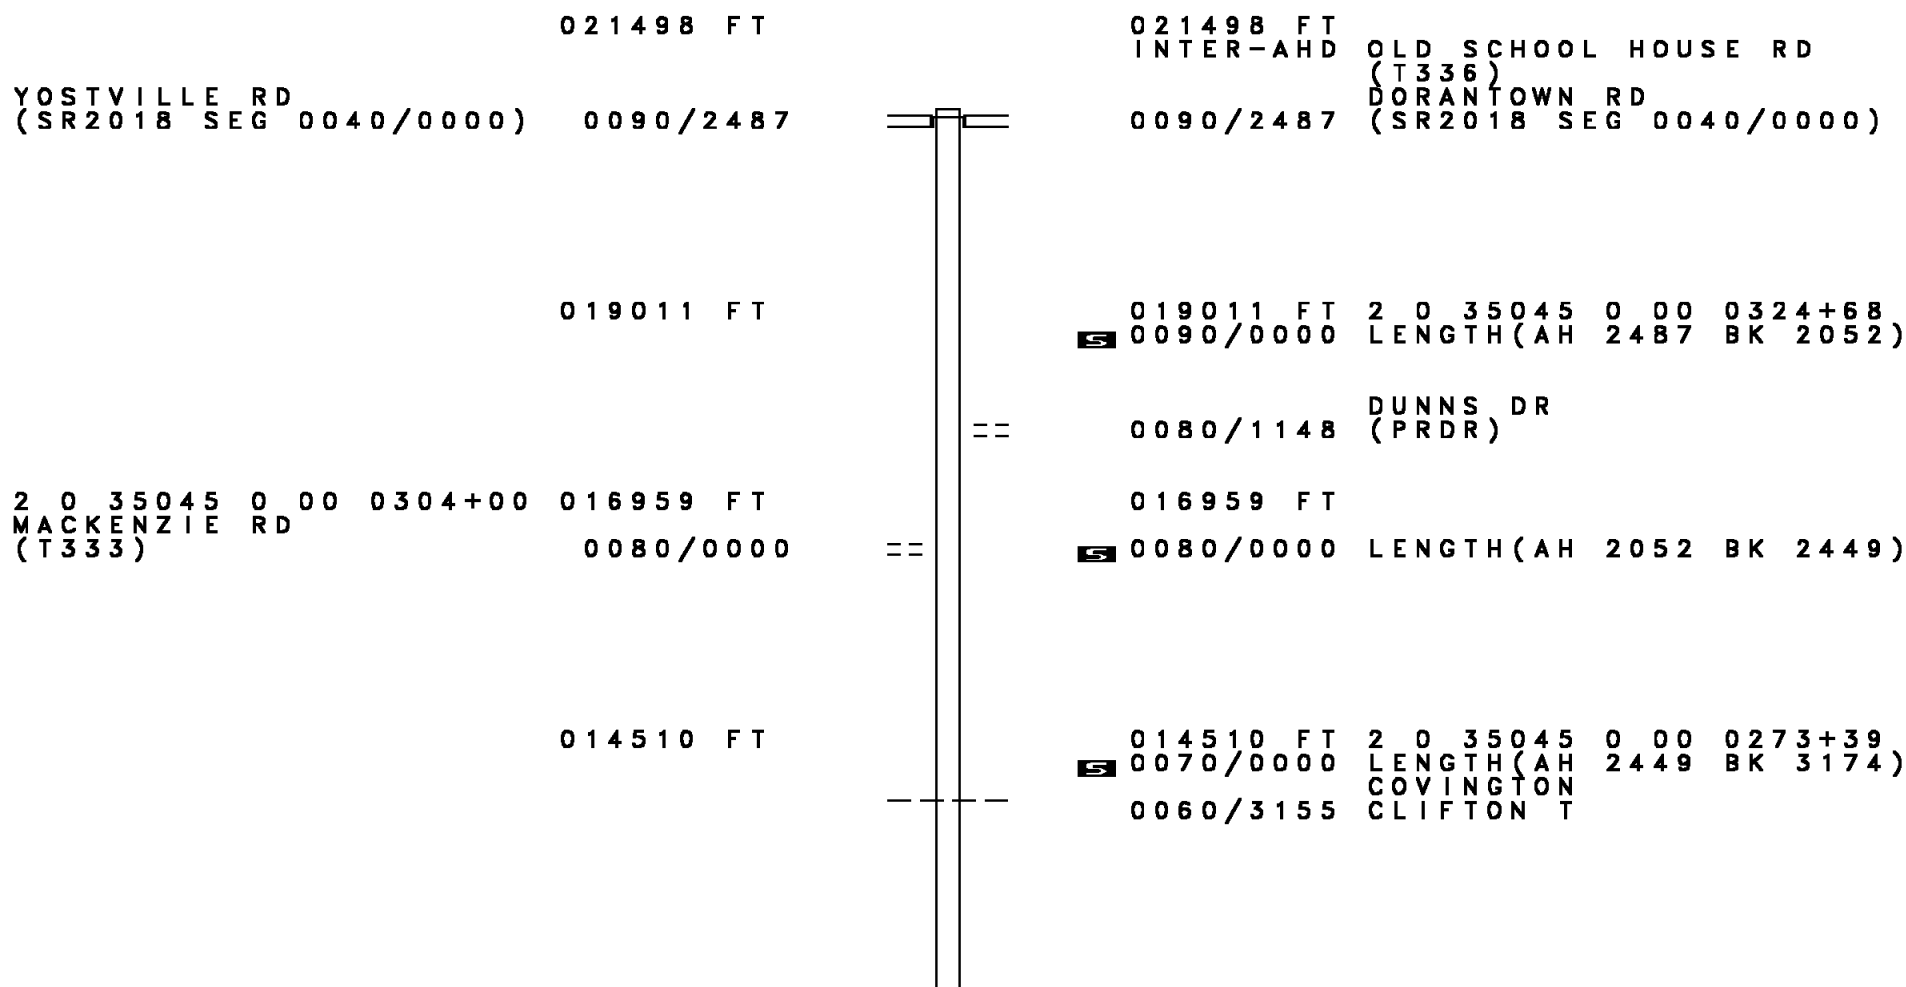 021498 FT 021498 FT
INTER-AHD OLD SCHOOL HOUSE RD
(T336)
YOSTVILLE RD DORANTOWN RD
(SR2018 SEG 0040/0000) 0090/2487 0090/2487 (SR2018 SEG 0040/0000)
019011 FT 019011 FT 2 0 35045 0 00 0324+68
S 0090/0000 LENGTH(AH 2487 BK 2052)
DUNNS DR
0080/1148 (PRDR)
2 0 35045 0 00 0304+00 016959 FT 016959 FT
MACKENZIE RD
(T333) 0080/0000 S 0080/0000 LENGTH(AH 2052 BK 2449)
014510 FT 014510 FT 2 0 35045 0 00 0273+39
S 0070/0000 LENGTH(AH 2449 BK 3174)
COVINGTON
0060/3155 CLIFTON T